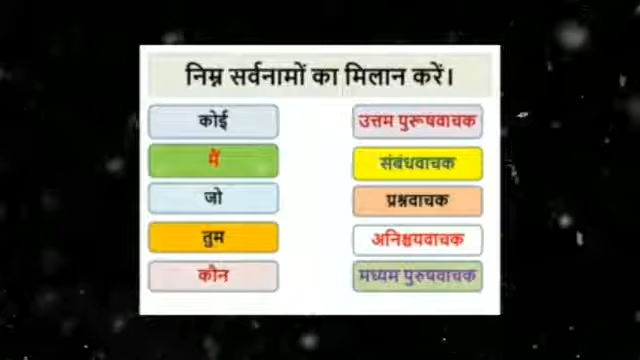 निम्न सर्वनामों का मिलान करें।
कोई
उत्तम पुरूषवाचक
में
संबंधवाचक
जो
प्रश्नवाचक
तुम
अनिश्चयवाचक
कौन
मध्यम पुरुषवाचक